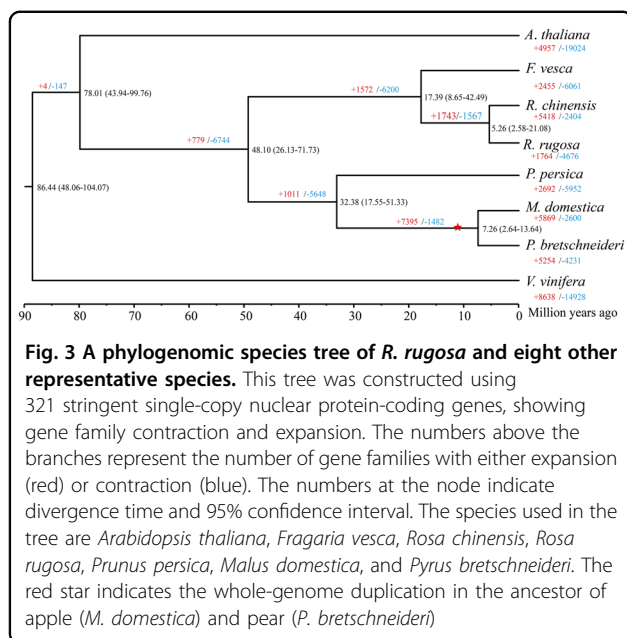 A. thaliana
+4957 /-19024
+4/-147
F. vesca
+2455 /-6061
78.01 (43.94-99.76)
+1572 /-6200
17.39 (8.65-42.49)
R. chinensis
+5418 /-2404
+1743/-1567
5.26 (2.58-21.08)
+779 /-6744
R. rugosa
+1764 /-4676
48.10 (26.13-71.73)
P. persica
+2692 /-5952
86.44 (48.06-104.07)
+1011 /-5648
32.38 (17.55-51.33)
M. domestica
+5869 /-2600
+7395 /-1482
7.26 (2.64-13.64)
P. bretschneideri
+5254 /-4231
V. vinifera
+8638 /-14928
90 80 70 60 50 40 30 20 10 0 Million years ago
Fig. 3 A phylogenomic species tree of R. rugosa and eight other
representative species. This tree was constructed using
321 stringent single-copy nuclear protein-coding genes, showing
gene family contraction and expansion. The numbers above the
branches represent the number of gene families with either expansion
(red) or contraction (blue). The numbers at the node indicate
divergence time and 95% confidence interval. The species used in the
tree are Arabidopsis thaliana, Fragaria vesca, Rosa chinensis, Rosa
rugosa, Prunus persica, Malus domestica, and Pyrus bretschneideri. The
red star indicates the whole-genome duplication in the ancestor of
apple (M. domestica) and pear (P. bretschneideri)